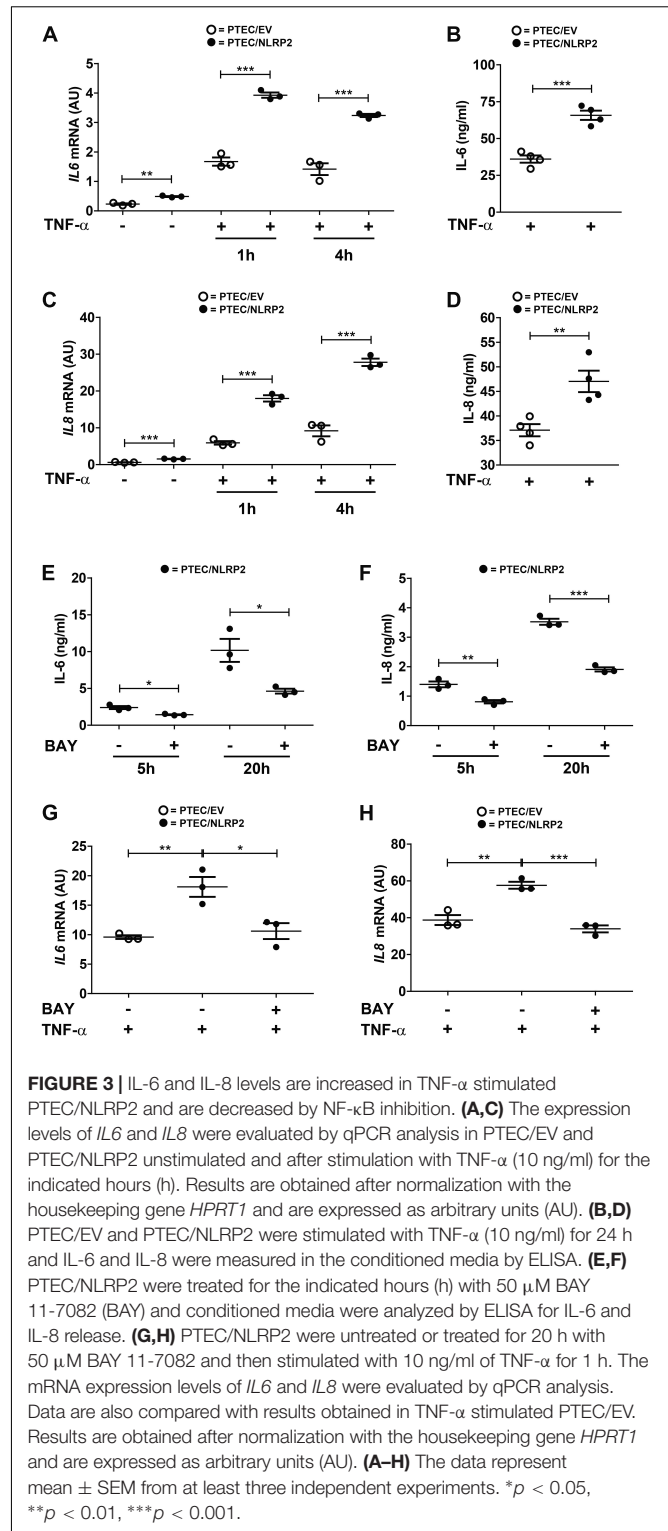 A
= PTEC/EV
= PTEC/NLRP2
IL6 mRNA (AU)
5
4
3
2
1
0
** *** ***
TNF-α - - + + + +
1h 4h
B
= PTEC/EV
= PTEC/NLRP2
IL-6 (ng/ml)
100
75
50
25
0
***
TNF-α + +
C
= PTEC/EV
= PTEC/NLRP2
IL8 mRNA (AU)
40
30
20
10
0
*** *** ***
TNF-α - - + + + +
1h 4h
D
= PTEC/EV
= PTEC/NLRP2
IL-8 (ng/ml)
60
55
50
45
40
35
30
**
TNF-α + +
E
= PTEC/NLRP2
IL-6 (ng/ml)
20
15
10
5
0
* *
BAY - + - +
5h 20h
F
= PTEC/NLRP2
IL-8 (ng/ml)
5
4
3
2
1
0
** ***
BAY - + - +
5h 20h
G
= PTEC/EV
= PTEC/NLRP2
IL6 mRNA (AU)
25
20
15
10
5
0
** *
BAY - - +
TNF-α + + +
H
= PTEC/EV
= PTEC/NLRP2
IL8 mRNA (AU)
80
60
40
20
0
** ***
BAY - - +
TNF-α + + +
FIGURE 3 | IL-6 and IL-8 levels are increased in TNF-α stimulated
PTEC/NLRP2 and are decreased by NF-κB inhibition. (A,C) The expression
levels of IL6 and IL8 were evaluated by qPCR analysis in PTEC/EV and
PTEC/NLRP2 unstimulated and after stimulation with TNF-α (10 ng/ml) for the
indicated hours (h). Results are obtained after normalization with the
housekeeping gene HPRT1 and are expressed as arbitrary units (AU). (B,D)
PTEC/EV and PTEC/NLRP2 were stimulated with TNF-α (10 ng/ml) for 24 h
and IL-6 and IL-8 were measured in the conditioned media by ELISA. (E,F)
PTEC/NLRP2 were treated for the indicated hours (h) with 50 μM BAY
11-7082 (BAY) and conditioned media were analyzed by ELISA for IL-6 and
IL-8 release. (G,H) PTEC/NLRP2 were untreated or treated for 20 h with
50 μM BAY 11-7082 and then stimulated with 10 ng/ml of TNF-α for 1 h. The
mRNA expression levels of IL6 and IL8 were evaluated by qPCR analysis.
Data are also compared with results obtained in TNF-α stimulated PTEC/EV.
Results are obtained after normalization with the housekeeping gene HPRT1
and are expressed as arbitrary units (AU). (A–H) The data represent
mean ± SEM from at least three independent experiments. *p < 0.05,
**p < 0.01, ***p < 0.001.